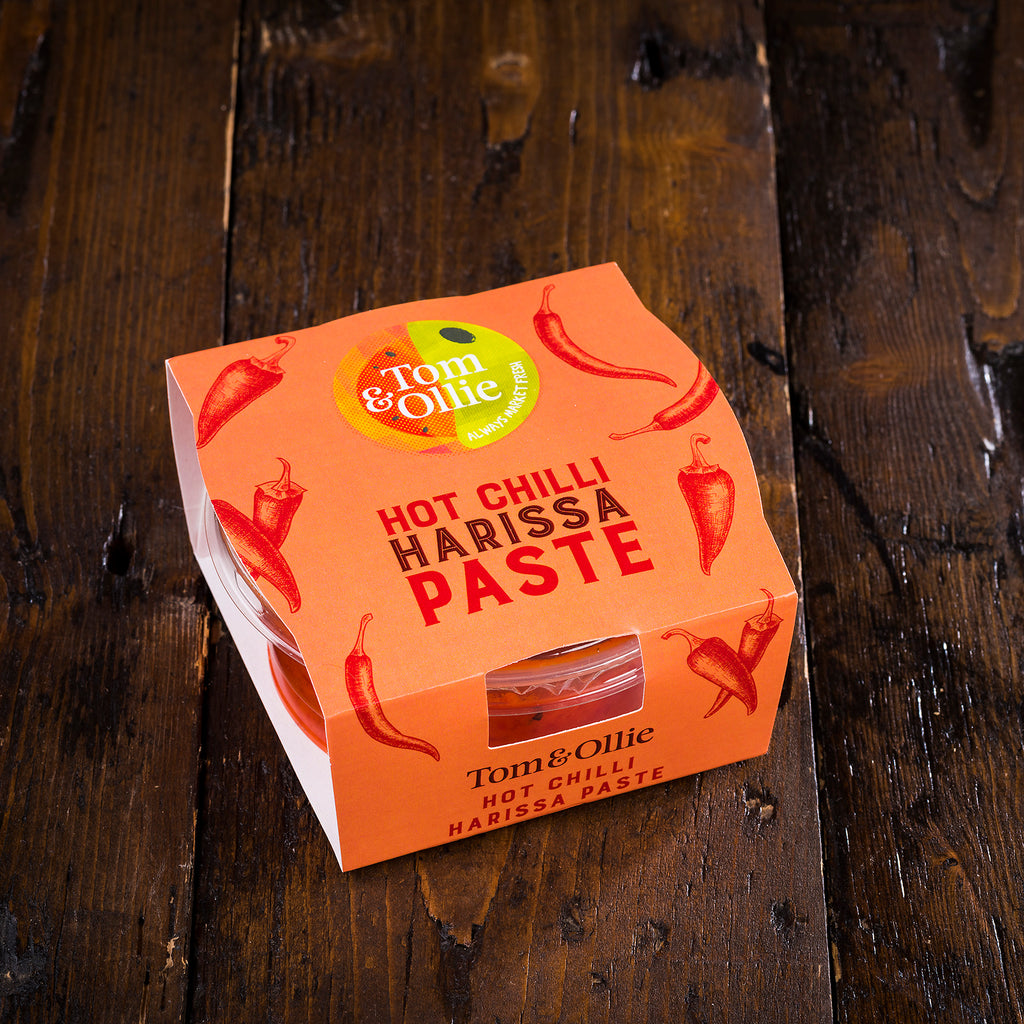 Tom
& Ollie
ALWAYS MARKET FRESH
HOT CHILLI
HARISSA
PASTE
Tom & Ollie
HOT CHILLI
HARISSA PASTE